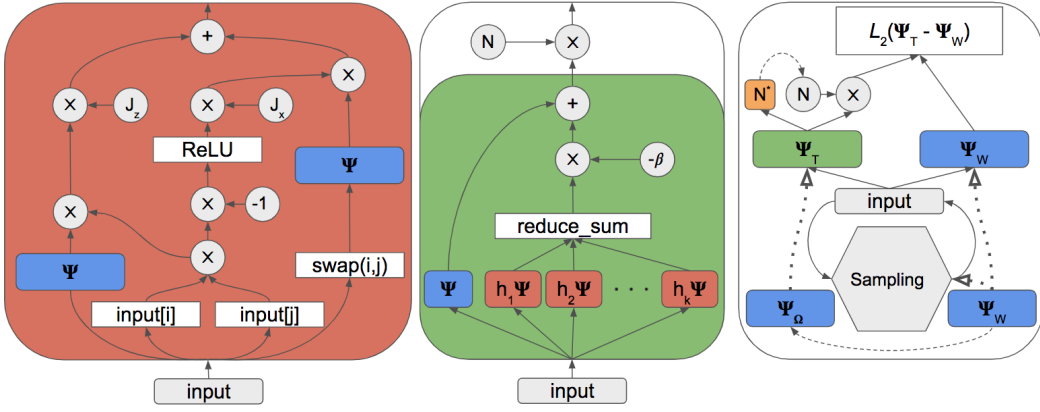 +
X
J_z
X
J_x
X
ReLU
Ψ
X
X
-1
X
Ψ
swap(i,j)
input[i]
input[j]
input
N
X
+
X
-β
reduce_sum
Ψ
h_1Ψ
h_2Ψ
· · ·
h_kΨ
input
L_2(Ψ_T - Ψ_W)
N*
N
X
Ψ_T
Ψ_W
input
Sampling
Ψ_Ω
Ψ_W